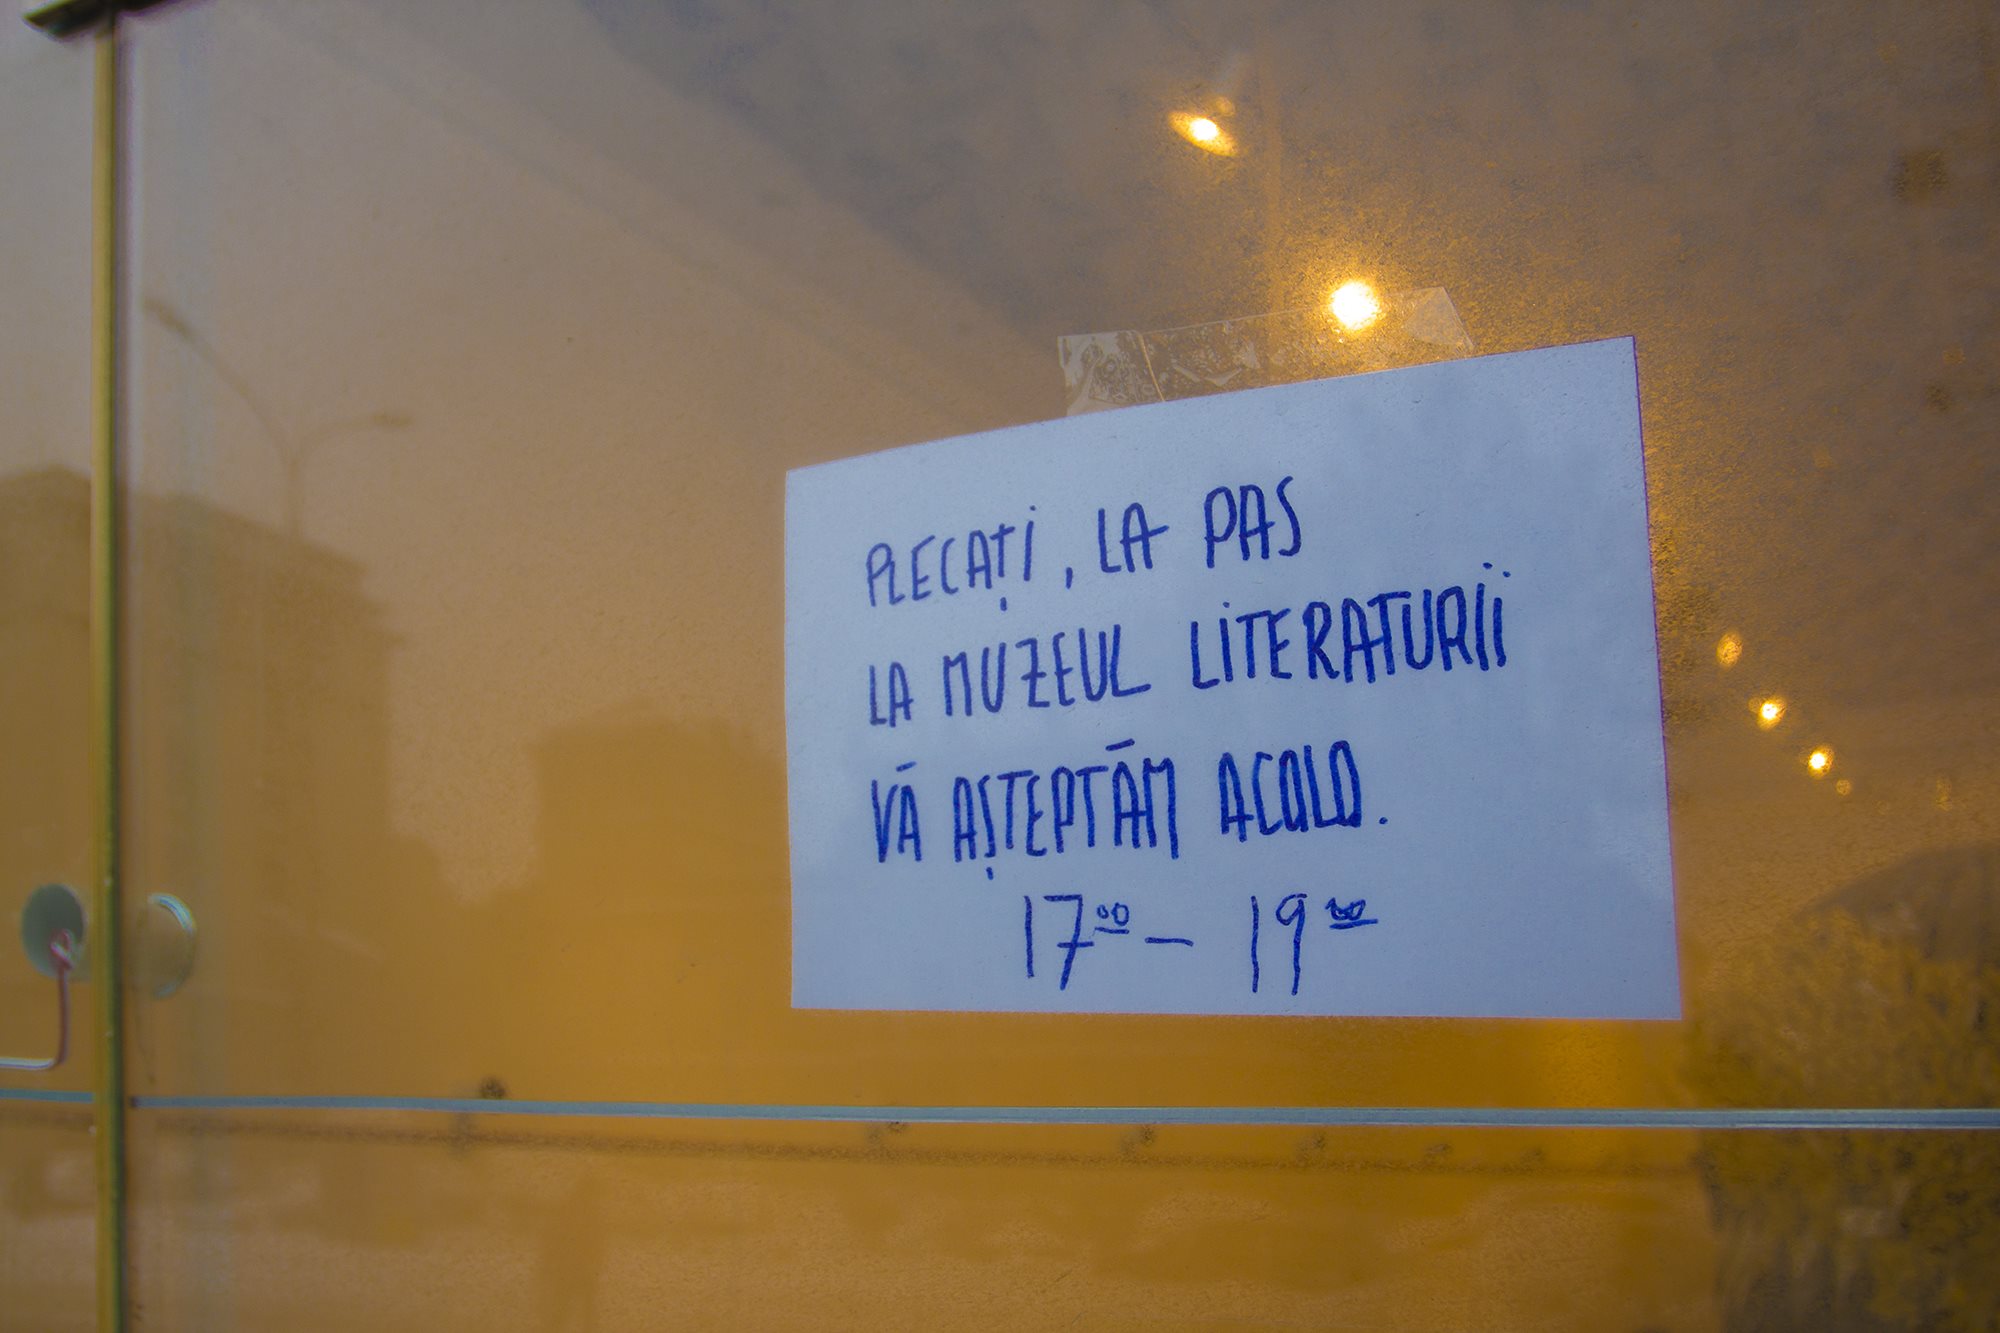 PLECAȚI, LA PAS
LA MUZEUL LITERATURII
VĂ AȘTEPTĂM ACOLO.
17⁰⁰ – 19⁰⁰